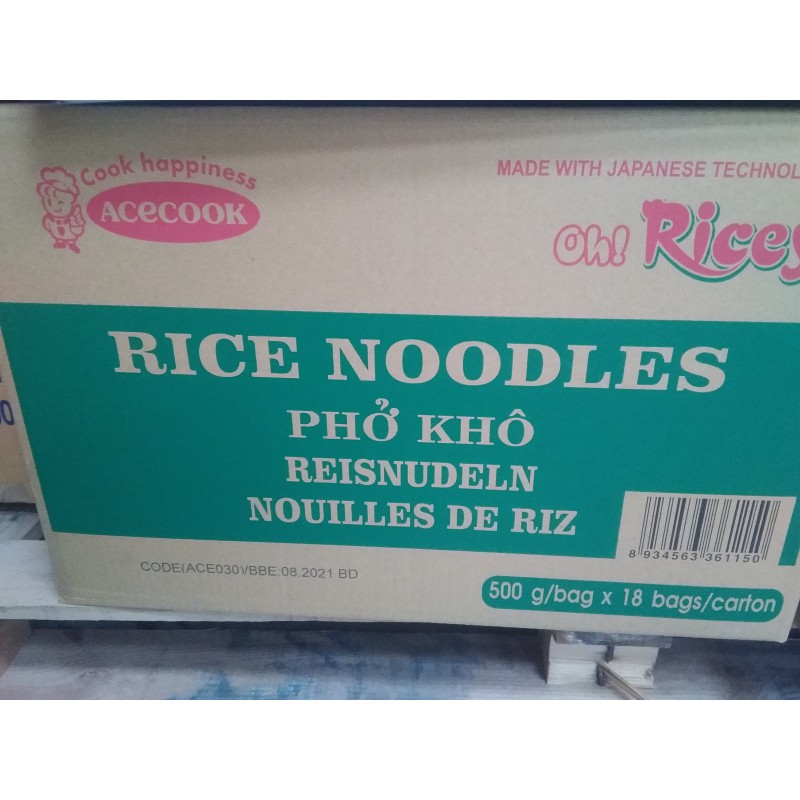 Cook happiness
ACECOOK
MADE WITH JAPANESE TECHNOL
Oh! Ricey
RICE NOODLES
PHỞ KHÔ
REISNUDELN
NOUILLES DE RIZ
8 934563 361150
CODE(ACE030)/BBE:08.2021 BD
500 g/bag x 18 bags/carton